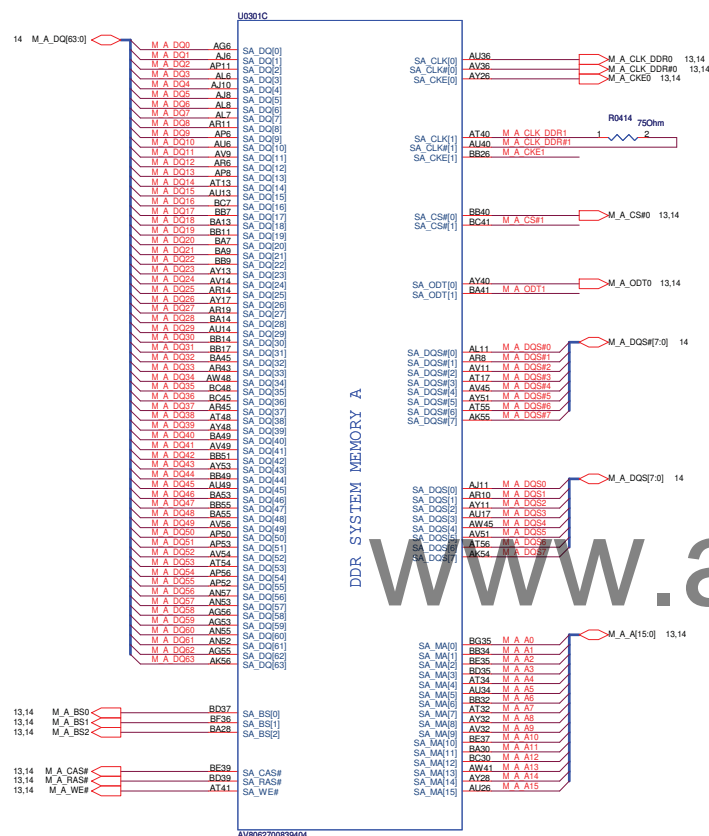 U0301C
14 M_A_DQ[63:0]
M_A_DQ0 AG6 SA_DQ[0]
M_A_DQ1 AJ6 SA_DQ[1]
M_A_DQ2 AP11 SA_DQ[2]
M_A_DQ3 AL6 SA_DQ[3]
M_A_DQ4 AJ10 SA_DQ[4]
M_A_DQ5 AJ8 SA_DQ[5]
M_A_DQ6 AL8 SA_DQ[6]
M_A_DQ7 AL7 SA_DQ[7]
M_A_DQ8 AR11 SA_DQ[8]
M_A_DQ9 AP6 SA_DQ[9]
M_A_DQ10 AU6 SA_DQ[10]
M_A_DQ11 AV9 SA_DQ[11]
M_A_DQ12 AR6 SA_DQ[12]
M_A_DQ13 AP8 SA_DQ[13]
M_A_DQ14 AT13 SA_DQ[14]
M_A_DQ15 AU13 SA_DQ[15]
M_A_DQ16 BC7 SA_DQ[16]
M_A_DQ17 BB7 SA_DQ[17]
M_A_DQ18 BA13 SA_DQ[18]
M_A_DQ19 BB11 SA_DQ[19]
M_A_DQ20 BA7 SA_DQ[20]
M_A_DQ21 BA9 SA_DQ[21]
M_A_DQ22 BB9 SA_DQ[22]
M_A_DQ23 AY13 SA_DQ[23]
M_A_DQ24 AV14 SA_DQ[24]
M_A_DQ25 AR14 SA_DQ[25]
M_A_DQ26 AY17 SA_DQ[26]
M_A_DQ27 AR19 SA_DQ[27]
M_A_DQ28 BA14 SA_DQ[28]
M_A_DQ29 AU14 SA_DQ[29]
M_A_DQ30 BB14 SA_DQ[30]
M_A_DQ31 BB17 SA_DQ[31]
M_A_DQ32 BA45 SA_DQ[32]
M_A_DQ33 AR43 SA_DQ[33]
M_A_DQ34 AW48 SA_DQ[34]
M_A_DQ35 BC48 SA_DQ[35]
M_A_DQ36 BC45 SA_DQ[36]
M_A_DQ37 AR45 SA_DQ[37]
M_A_DQ38 AT48 SA_DQ[38]
M_A_DQ39 AY48 SA_DQ[39]
M_A_DQ40 BA49 SA_DQ[40]
M_A_DQ41 AV49 SA_DQ[41]
M_A_DQ42 BB51 SA_DQ[42]
M_A_DQ43 AY53 SA_DQ[43]
M_A_DQ44 BB49 SA_DQ[44]
M_A_DQ45 AU49 SA_DQ[45]
M_A_DQ46 BA53 SA_DQ[46]
M_A_DQ47 BB55 SA_DQ[47]
M_A_DQ48 BA55 SA_DQ[48]
M_A_DQ49 AV56 SA_DQ[49]
M_A_DQ50 AP50 SA_DQ[50]
M_A_DQ51 AP53 SA_DQ[51]
M_A_DQ52 AV54 SA_DQ[52]
M_A_DQ53 AT54 SA_DQ[53]
M_A_DQ54 AP56 SA_DQ[54]
M_A_DQ55 AP52 SA_DQ[55]
M_A_DQ56 AN57 SA_DQ[56]
M_A_DQ57 AN53 SA_DQ[57]
M_A_DQ58 AG56 SA_DQ[58]
M_A_DQ59 AG53 SA_DQ[59]
M_A_DQ60 AN55 SA_DQ[60]
M_A_DQ61 AN52 SA_DQ[61]
M_A_DQ62 AG55 SA_DQ[62]
M_A_DQ63 AK56 SA_DQ[63]
13,14 M_A_BS0 BD37 SA_BS[0]
13,14 M_A_BS1 BF36 SA_BS[1]
13,14 M_A_BS2 BA28 SA_BS[2]
13,14 M_A_CAS# BE39 SA_CAS#
13,14 M_A_RAS# BD39 SA_RAS#
13,14 M_A_WE# AT41 SA_WE#
DDR SYSTEM MEMORY A
SA_CLK[0] AU36 M_A_CLK_DDR0 13,14
SA_CLK#[0] AV36 M_A_CLK_DDR#0 13,14
SA_CKE[0] AY26 M_A_CKE0 13,14
R0414 75Ohm
1 2
SA_CLK[1] AT40 M_A_CLK_DDR1
SA_CLK#[1] AU40 M_A_CLK_DDR#1
SA_CKE[1] BB26 M_A_CKE1
SA_CS#[0] BB40 M_A_CS#0 13,14
SA_CS#[1] BC41 M_A_CS#1
SA_ODT[0] AY40 M_A_ODT0 13,14
SA_ODT[1] BA41 M_A_ODT1
M_A_DQS#[7:0] 14
SA_DQS#[0] AL11 M_A_DQS#0
SA_DQS#[1] AR8 M_A_DQS#1
SA_DQS#[2] AV11 M_A_DQS#2
SA_DQS#[3] AT17 M_A_DQS#3
SA_DQS#[4] AV45 M_A_DQS#4
SA_DQS#[5] AY51 M_A_DQS#5
SA_DQS#[6] AT55 M_A_DQS#6
SA_DQS#[7] AK55 M_A_DQS#7
M_A_DQS[7:0] 14
SA_DQS[0] AJ11 M_A_DQS0
SA_DQS[1] AR10 M_A_DQS1
SA_DQS[2] AY11 M_A_DQS2
SA_DQS[3] AU17 M_A_DQS3
SA_DQS[4] AW45 M_A_DQS4
SA_DQS[5] AV51 M_A_DQS5
SA_DQS[6] AT56 M_A_DQS6
SA_DQS[7] AK54 M_A_DQS7
www.a
M_A_A[15:0] 13,14
SA_MA[0] BG35 M_A_A0
SA_MA[1] BB34 M_A_A1
SA_MA[2] BE35 M_A_A2
SA_MA[3] BD35 M_A_A3
SA_MA[4] AT34 M_A_A4
SA_MA[5] AU34 M_A_A5
SA_MA[6] BB32 M_A_A6
SA_MA[7] AT32 M_A_A7
SA_MA[8] AY32 M_A_A8
SA_MA[9] AV32 M_A_A9
SA_MA[10] BE37 M_A_A10
SA_MA[11] BA30 M_A_A11
SA_MA[12] BC30 M_A_A12
SA_MA[13] AW41 M_A_A13
SA_MA[14] AY28 M_A_A14
SA_MA[15] AU26 M_A_A15
AV8062700839404